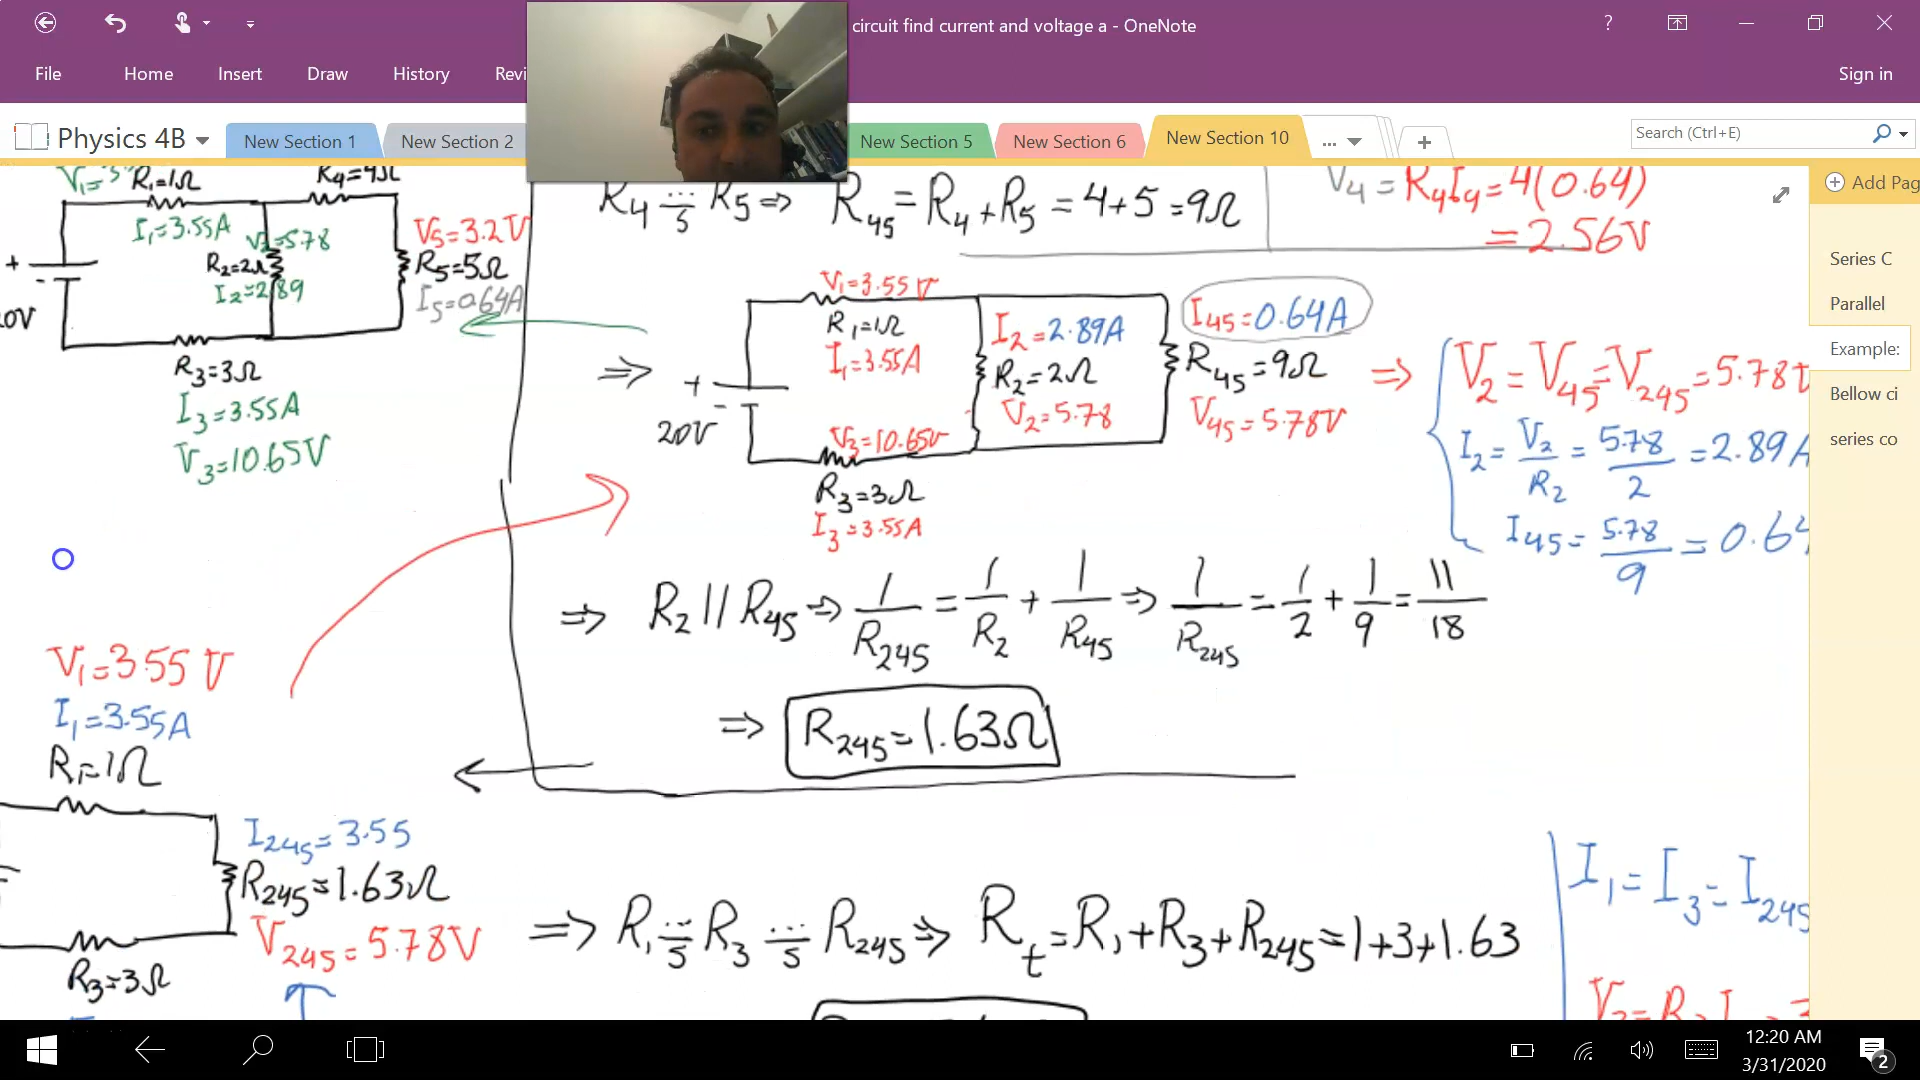 circuit find current and voltage a - OneNote
File Home Insert Draw History Revi
Sign in
Physics 4B
New Section 1
New Section 2
New Section 5
New Section 6
New Section 10
...
Search (Ctrl+E)
Add Pag
Series C
Parallel
Example:
Bellow ci
series co
R₁=1Ω
R₄=4Ω
I₁=3.55A
V₂=5.78
R₂=2Ω
I₂=2.89
V₅=3.2V
R₅=5Ω
I₅=0.64A
+
-
20V
R₃=3Ω
I₃=3.55A
V₃=10.65V
R₄ S R₅ ⇒ R₄₅=R₄+R₅=4+5=9Ω
V₄=R₄I₄=4(0.64)
=2.56V
⇒
V₁=3.55V
R₁=1Ω
I₁=3.55A
+
-
20V
V₃=10.65V
R₃=3Ω
I₃=3.55A
I₂=2.89A
R₂=2Ω
V₂=5.78
I₄₅=0.64A
R₄₅=9Ω
V₄₅=5.78V
⇒ V₂=V₄₅=V₂₄₅=5.78V
I₂=V₂/R₂=5.78/2=2.89A
I₄₅=5.78/9=0.64
⇒ R₂//R₄₅ ⇒ 1/R₂₄₅=1/R₂+1/R₄₅ ⇒ 1/R₂₄₅=1/2+1/9=11/18
⇒ R₂₄₅=1.63Ω
V₁=3.55V
I₁=3.55A
R₁=1Ω
I₂₄₅=3.55
R₂₄₅=1.63Ω
V₂₄₅=5.78V
R₃=3Ω
⇒ R₁ S R₃ S R₂₄₅ ⇒ Rt=R₁+R₃+R₂₄₅=1+3+1.63
I₁=I₃=I₂₄₅
12:20 AM
3/31/2020
2